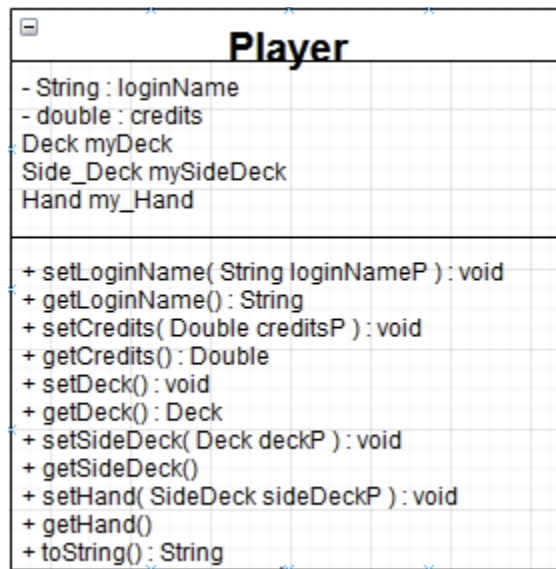 Player
- String : loginName
- double : credits
Deck myDeck
Side_Deck mySideDeck
Hand my_Hand
+ setLoginName( String loginNameP ) : void
+ getLoginName() : String
+ setCredits( Double creditsP ) : void
+ getCredits() : Double
+ setDeck() : void
+ getDeck() : Deck
+ setSideDeck( Deck deckP ) : void
+ getSideDeck()
+ setHand( SideDeck sideDeckP ) : void
+ getHand()
+ toString() : String